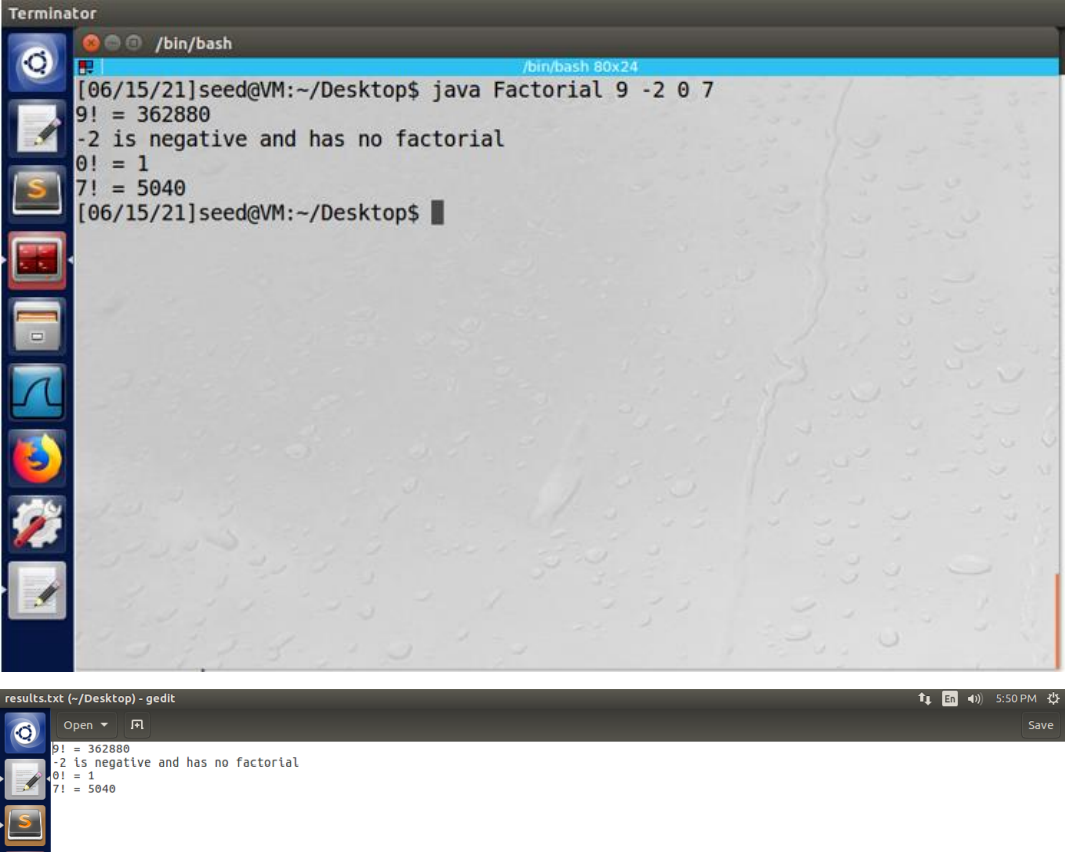 Terminator
/bin/bash
/bin/bash 80x24
[06/15/21]seed@VM:~/Desktop$ java Factorial 9 -2 0 7
9! = 362880
-2 is negative and has no factorial
0! = 1
7! = 5040
[06/15/21]seed@VM:~/Desktop$
results.txt (~/Desktop) - gedit
En
5:50 PM
Open
Save
9! = 362880
-2 is negative and has no factorial
0! = 1
7! = 5040